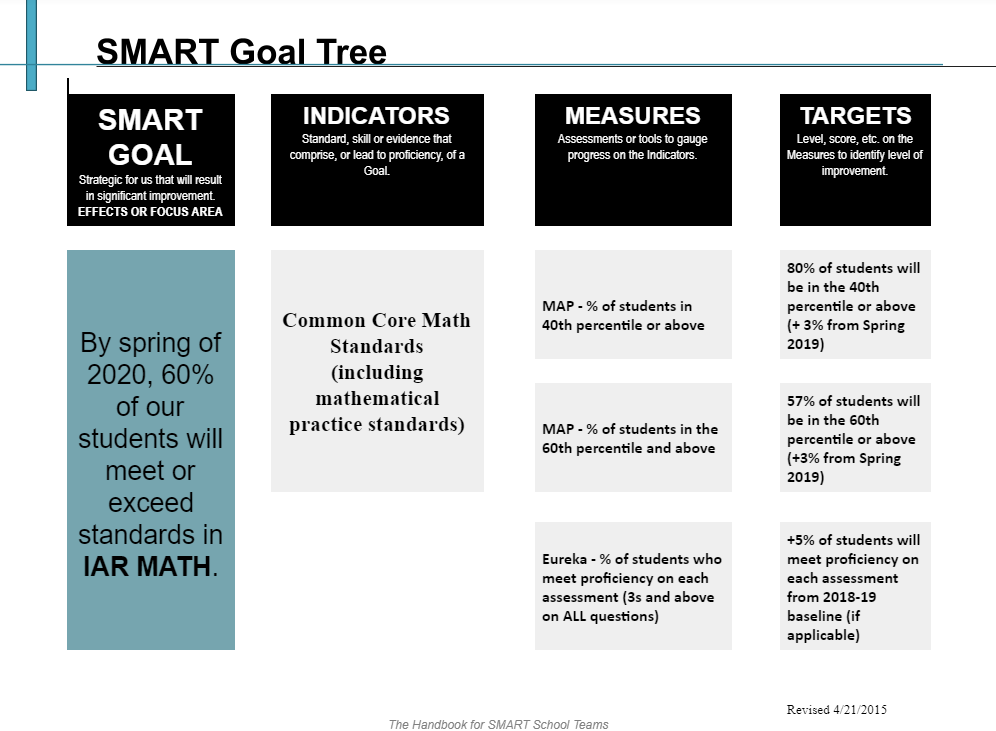 SMART Goal Tree
SMART
GOAL
Strategic for us that will result
in significant improvement.
EFFECTS OR FOCUS AREA
INDICATORS
Standard, skill or evidence that
comprise, or lead to proficiency, of a
Goal.
MEASURES
Assessments or tools to gauge
progress on the Indicators.
TARGETS
Level, score, etc. on the
Measures to identify level of
improvement.
By spring of
2020, 60%
of our
students will
meet or
exceed
standards in
IAR MATH.
Common Core Math
Standards
(including
mathematical
practice standards)
MAP - % of students in
40th percentile or above
80% of students will
be in the 40th
percentile or above
(+ 3% from Spring
2019)
MAP - % of students in the
60th percentile and above
57% of students will
be in the 60th
percentile or above
(+3% from Spring
2019)
Eureka - % of students who
meet proficiency on each
assessment (3s and above
on ALL questions)
+5% of students will
meet proficiency on
each assessment
from 2018-19
baseline (if
applicable)
Revised 4/21/2015
The Handbook for SMART School Teams